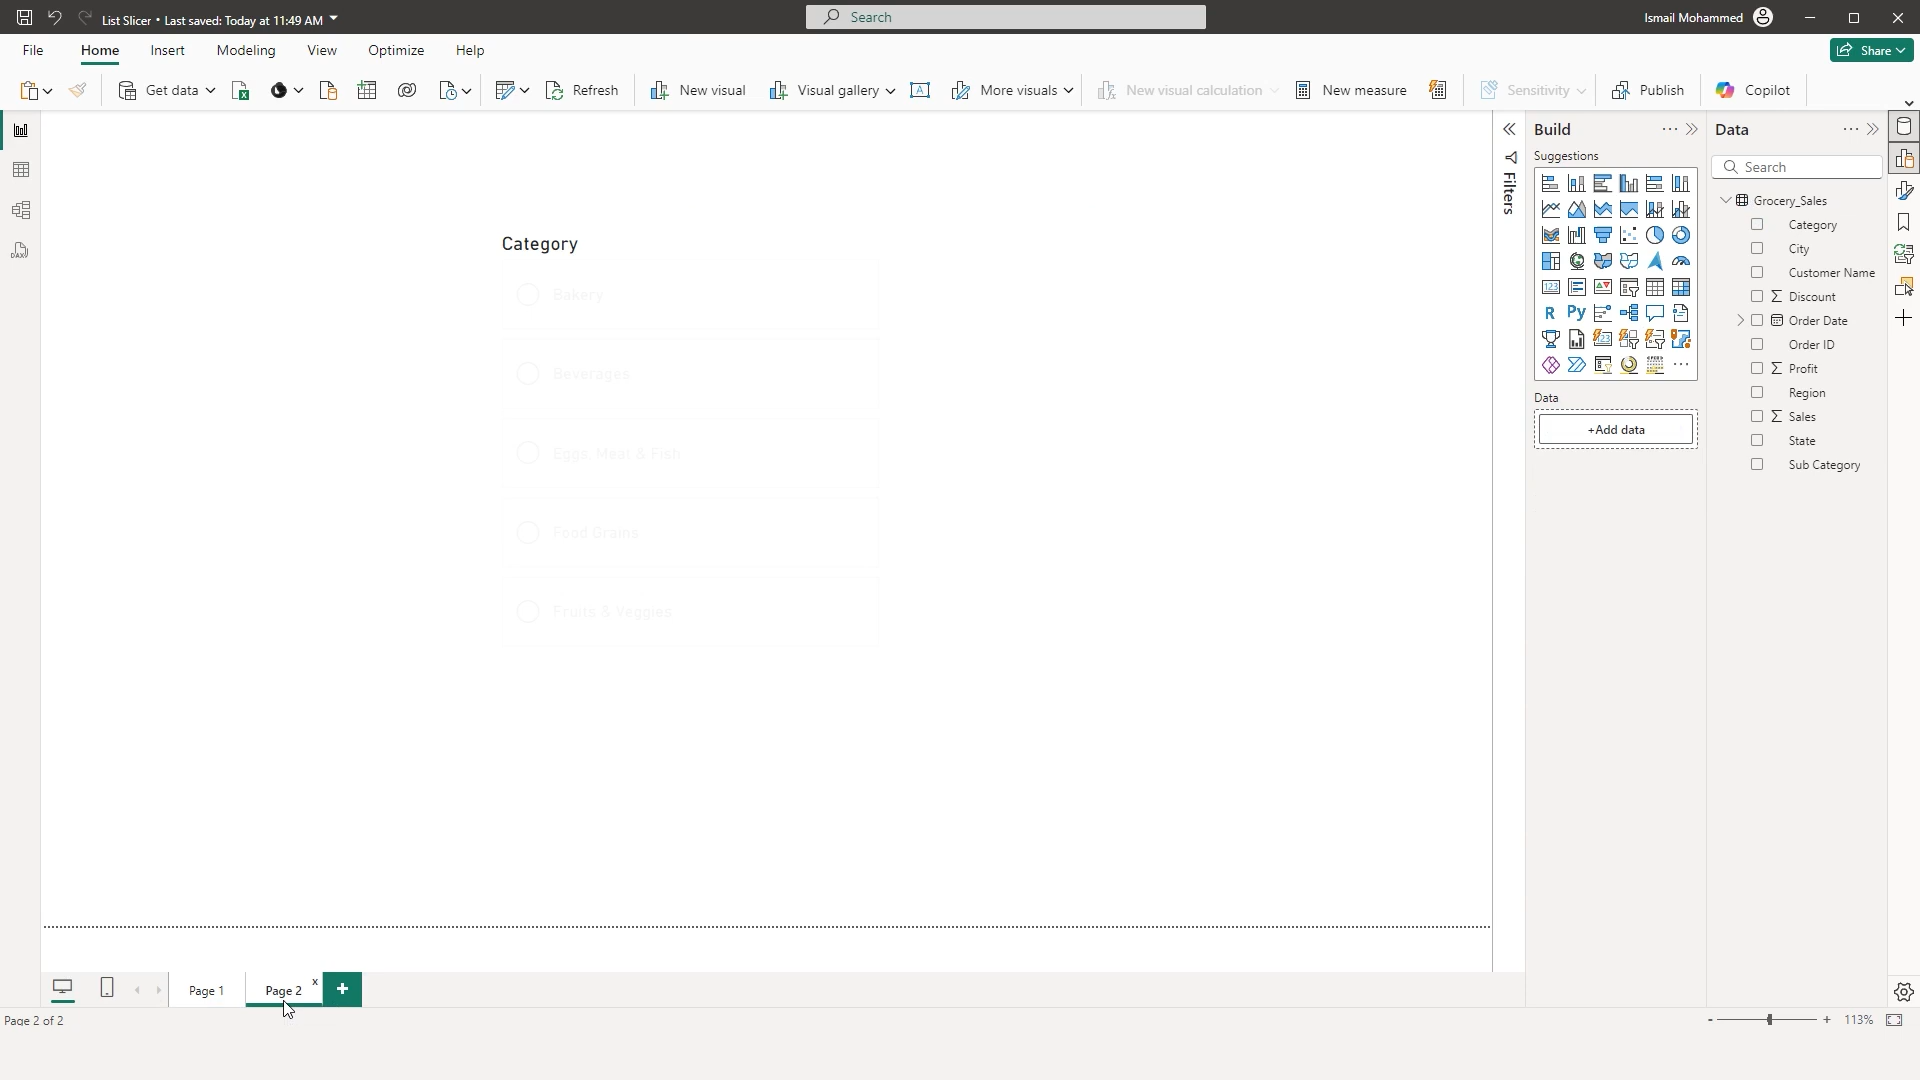 List Slicer • Last saved: Today at 11:49 AM
Search
Ismail Mohammed
File
Home
Insert
Modeling
View
Optimize
Help
Share
Get data
Refresh
New visual
Visual gallery
More visuals
New visual calculation
New measure
Sensitivity
Publish
Copilot
Category
Bakery
Beverages
Eggs, Meat & Fish
Food Grains
Fruits & Veggies
Filters
Build
Suggestions
R
Py
123
Data
+Add data
Data
Search
Grocery_Sales
Category
City
Customer Name
Discount
Order Date
Order ID
Profit
Region
Sales
State
Sub Category
DAX
Page 1
Page 2
x
+
Page 2 of 2
- + 113%